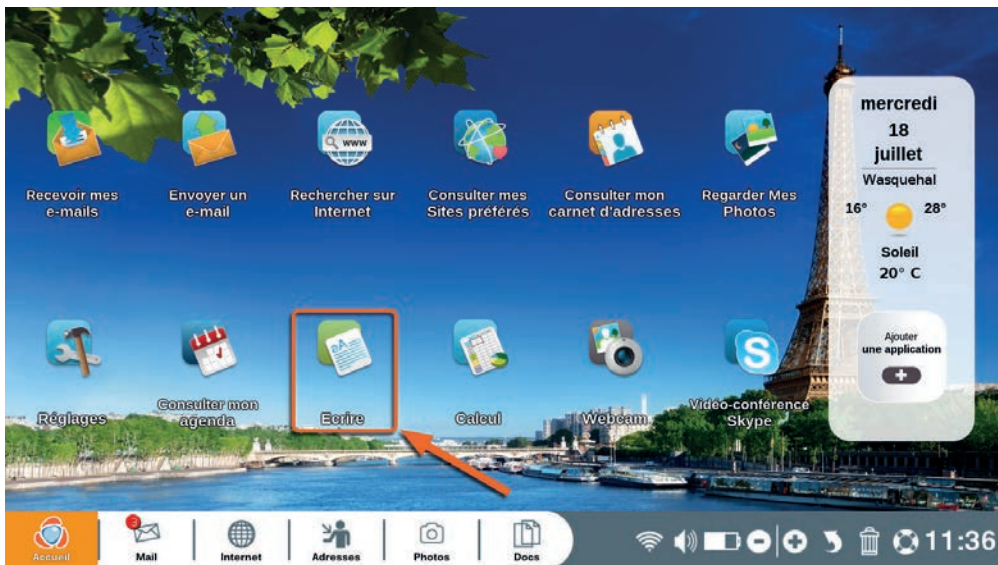 Recevoir mes
e-mails
Envoyer un
e-mail
Rechercher sur
Internet
Consulter mes
Sites préférés
Consulter mon
carnet d'adresses
Regarder Mes
Photos
www
mercredi
18
juillet
Wasquehal
16° 28°
Soleil
20° C
Ajouter
une application
Réglages
Consulter mon
agenda
Ecrire
Calcul
Webcam
Vidéo-conférence
Skype
aA
S
Accueil
3
Mail
Internet
Adresses
Photos
Docs
11:36